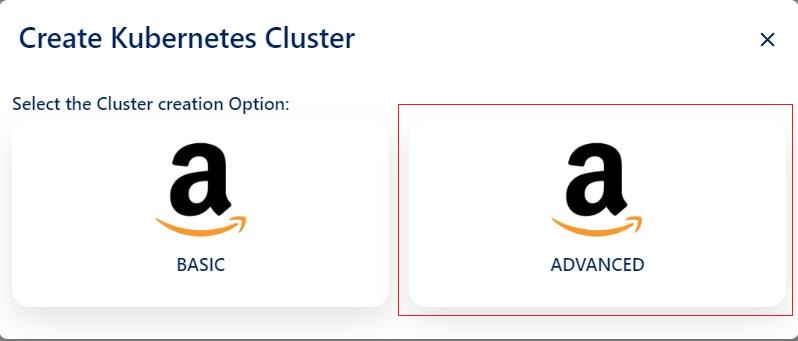 Create Kubernetes Cluster
Select the Cluster creation Option:
BASIC
ADVANCED